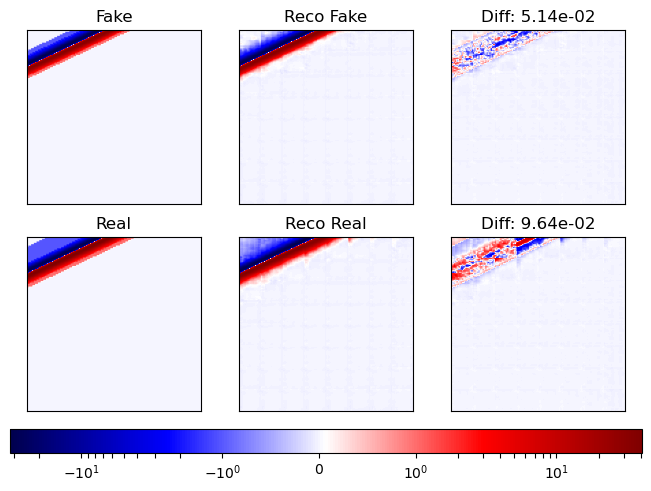 Fake
Reco Fake
Diff: 5.14e-02
Real
Reco Real
Diff: 9.64e-02
−10¹
−10⁰
0
10⁰
10¹